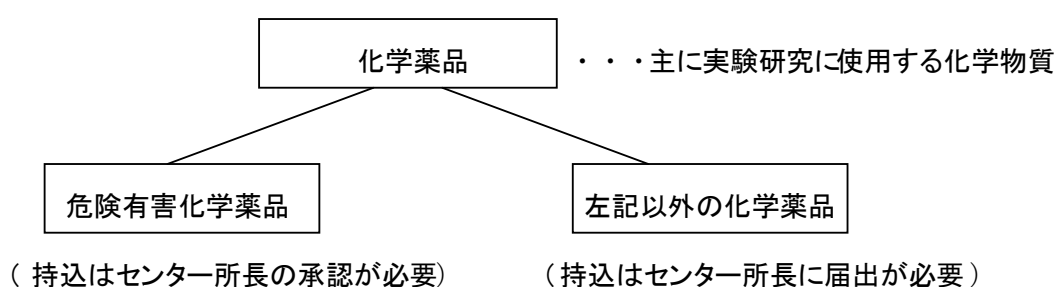 化学薬品 ・・・主に実験研究に使用する化学物質
危険有害化学薬品 左記以外の化学薬品
( 持込はセンター所長の承認が必要) (持込はセンター所長に届出が必要 )